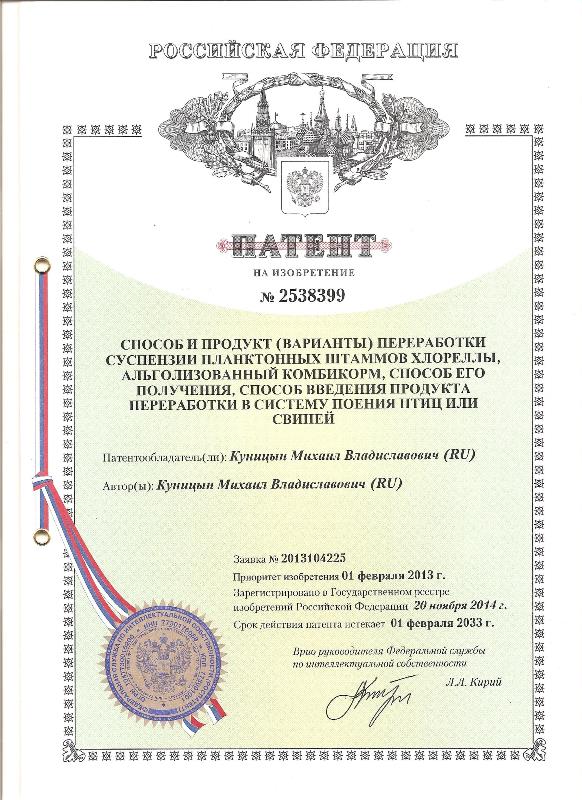 РОССИЙСКАЯ ФЕДЕРАЦИЯ
ПАТЕНТ
НА ИЗОБРЕТЕНИЕ
№ 2538399
СПОСОБ И ПРОДУКТ (ВАРИАНТЫ) ПЕРЕРАБОТКИ
СУСПЕНЗИИ ПЛАНКТОННЫХ ШТАММОВ ХЛОРЕЛЛЫ,
АЛЬГОЛИЗОВАННЫЙ КОМБИКОРМ, СПОСОБ ЕГО
ПОЛУЧЕНИЯ, СПОСОБ ВВЕДЕНИЯ ПРОДУКТА
ПЕРЕРАБОТКИ В СИСТЕМУ ПОЕНИЯ ПТИЦ ИЛИ
СВИНЕЙ
Патентообладатель(ли): Куницын Михаил Владиславович (RU)
Автор(ы): Куницын Михаил Владиславович (RU)
Заявка № 2013104225
Приоритет изобретения 01 февраля 2013 г.
Зарегистрировано в Государственном реестре
изобретений Российской Федерации 20 ноября 2014 г.
Срок действия патента истекает 01 февраля 2033 г.
Врио руководителя Федеральной службы
по интеллектуальной собственности
Л.Л. Кирий